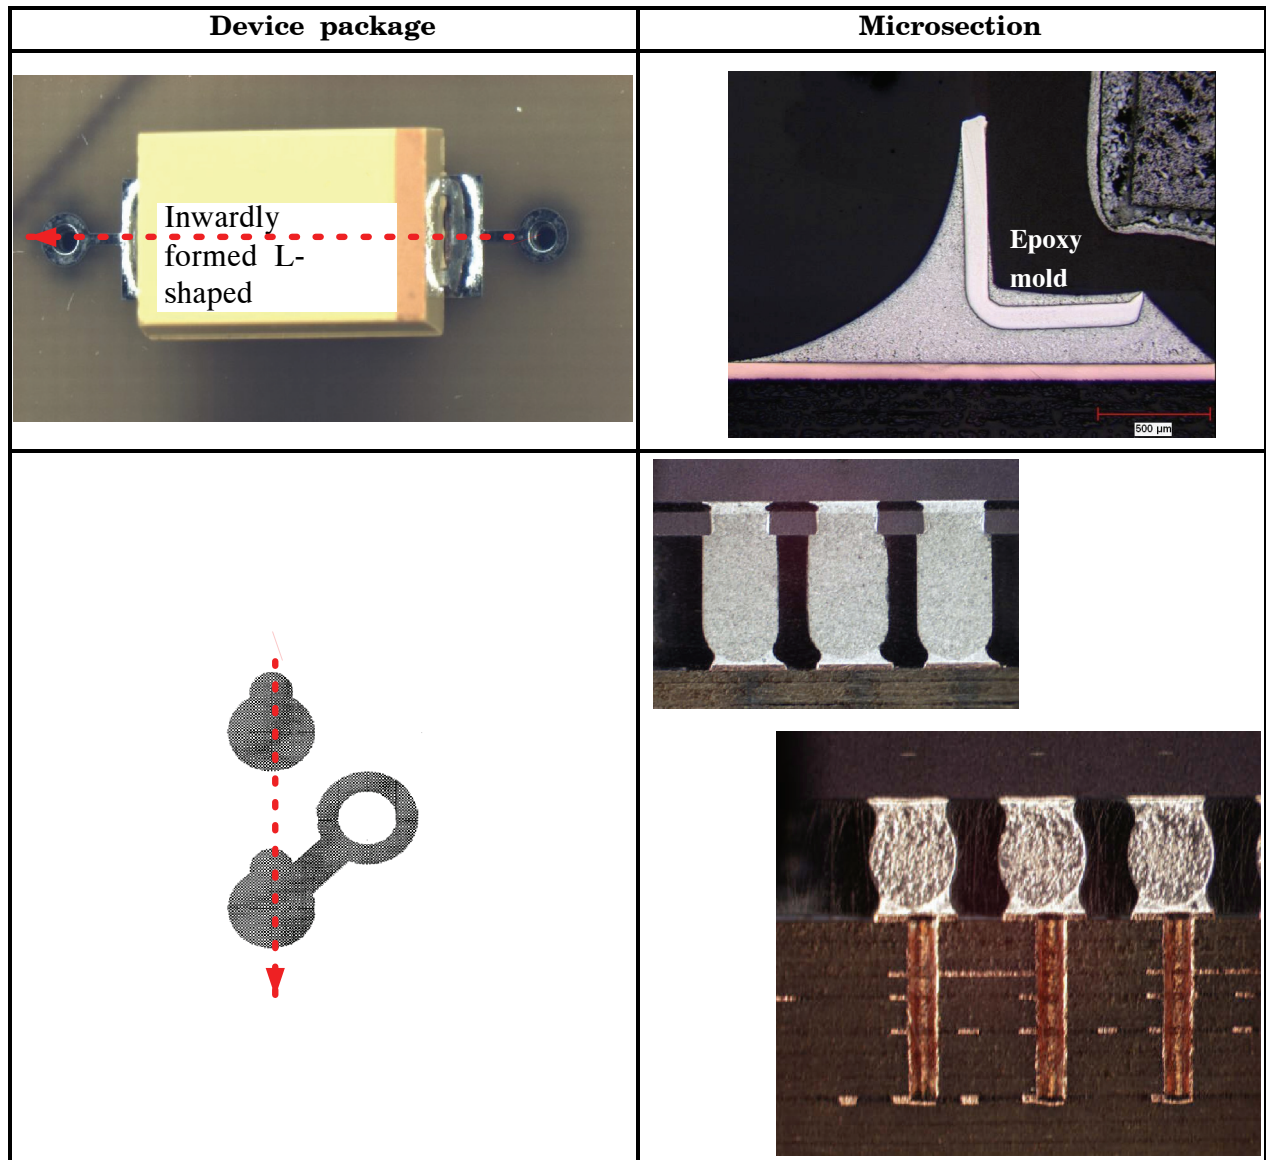 Device package
Microsection
Inwardly
formed L-
shaped
Epoxy
mold
500 µm